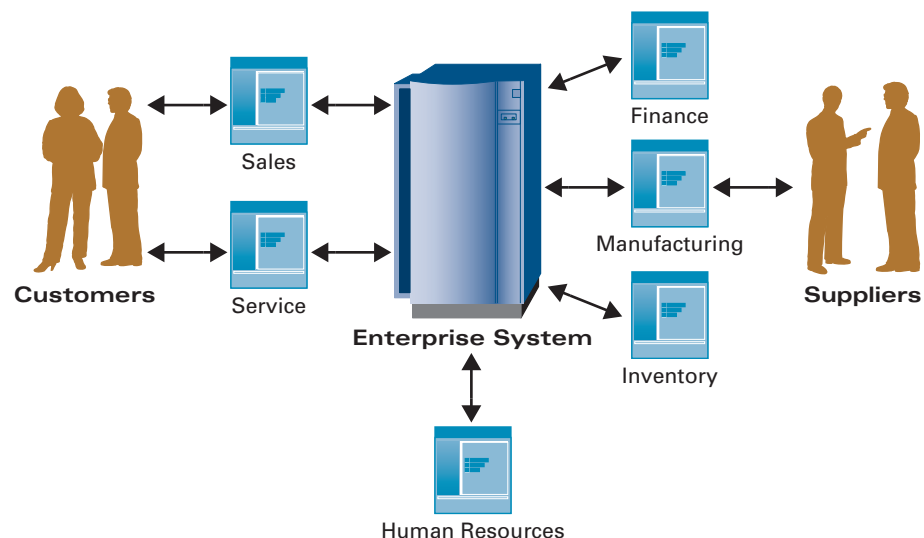 Finance
Sales
Manufacturing
Customers
Service
Suppliers
Enterprise System
Inventory
Human Resources